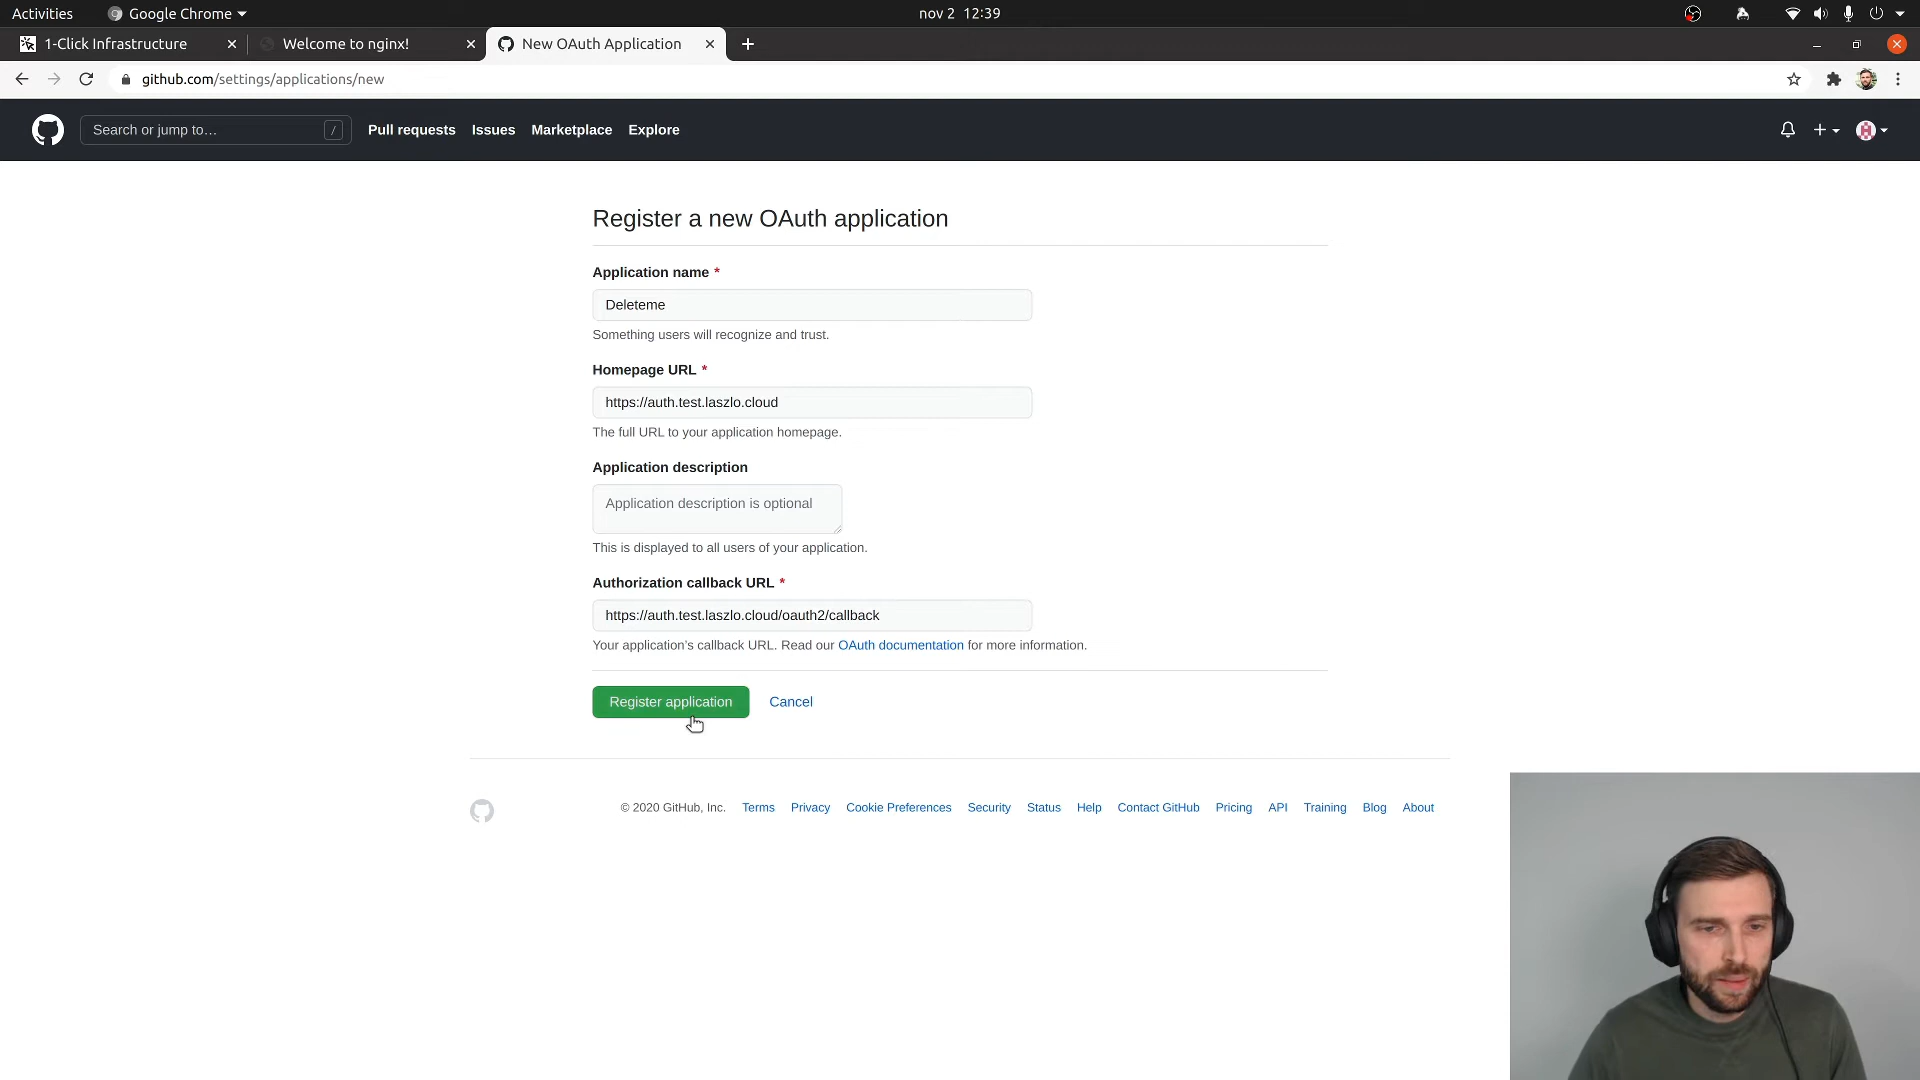 Activities
Google Chrome
nov 2 12:39
1-Click Infrastructure
Welcome to nginx!
New OAuth Application
github.com/settings/applications/new
Search or jump to…
/
Pull requests
Issues
Marketplace
Explore
Register a new OAuth application
Application name *
Deleteme
Something users will recognize and trust.
Homepage URL *
https://auth.test.laszlo.cloud
The full URL to your application homepage.
Application description
Application description is optional
This is displayed to all users of your application.
Authorization callback URL *
https://auth.test.laszlo.cloud/oauth2/callback
Your application's callback URL. Read our OAuth documentation for more information.
Register application
Cancel
© 2020 GitHub, Inc.
Terms
Privacy
Cookie Preferences
Security
Status
Help
Contact GitHub
Pricing
API
Training
Blog
About